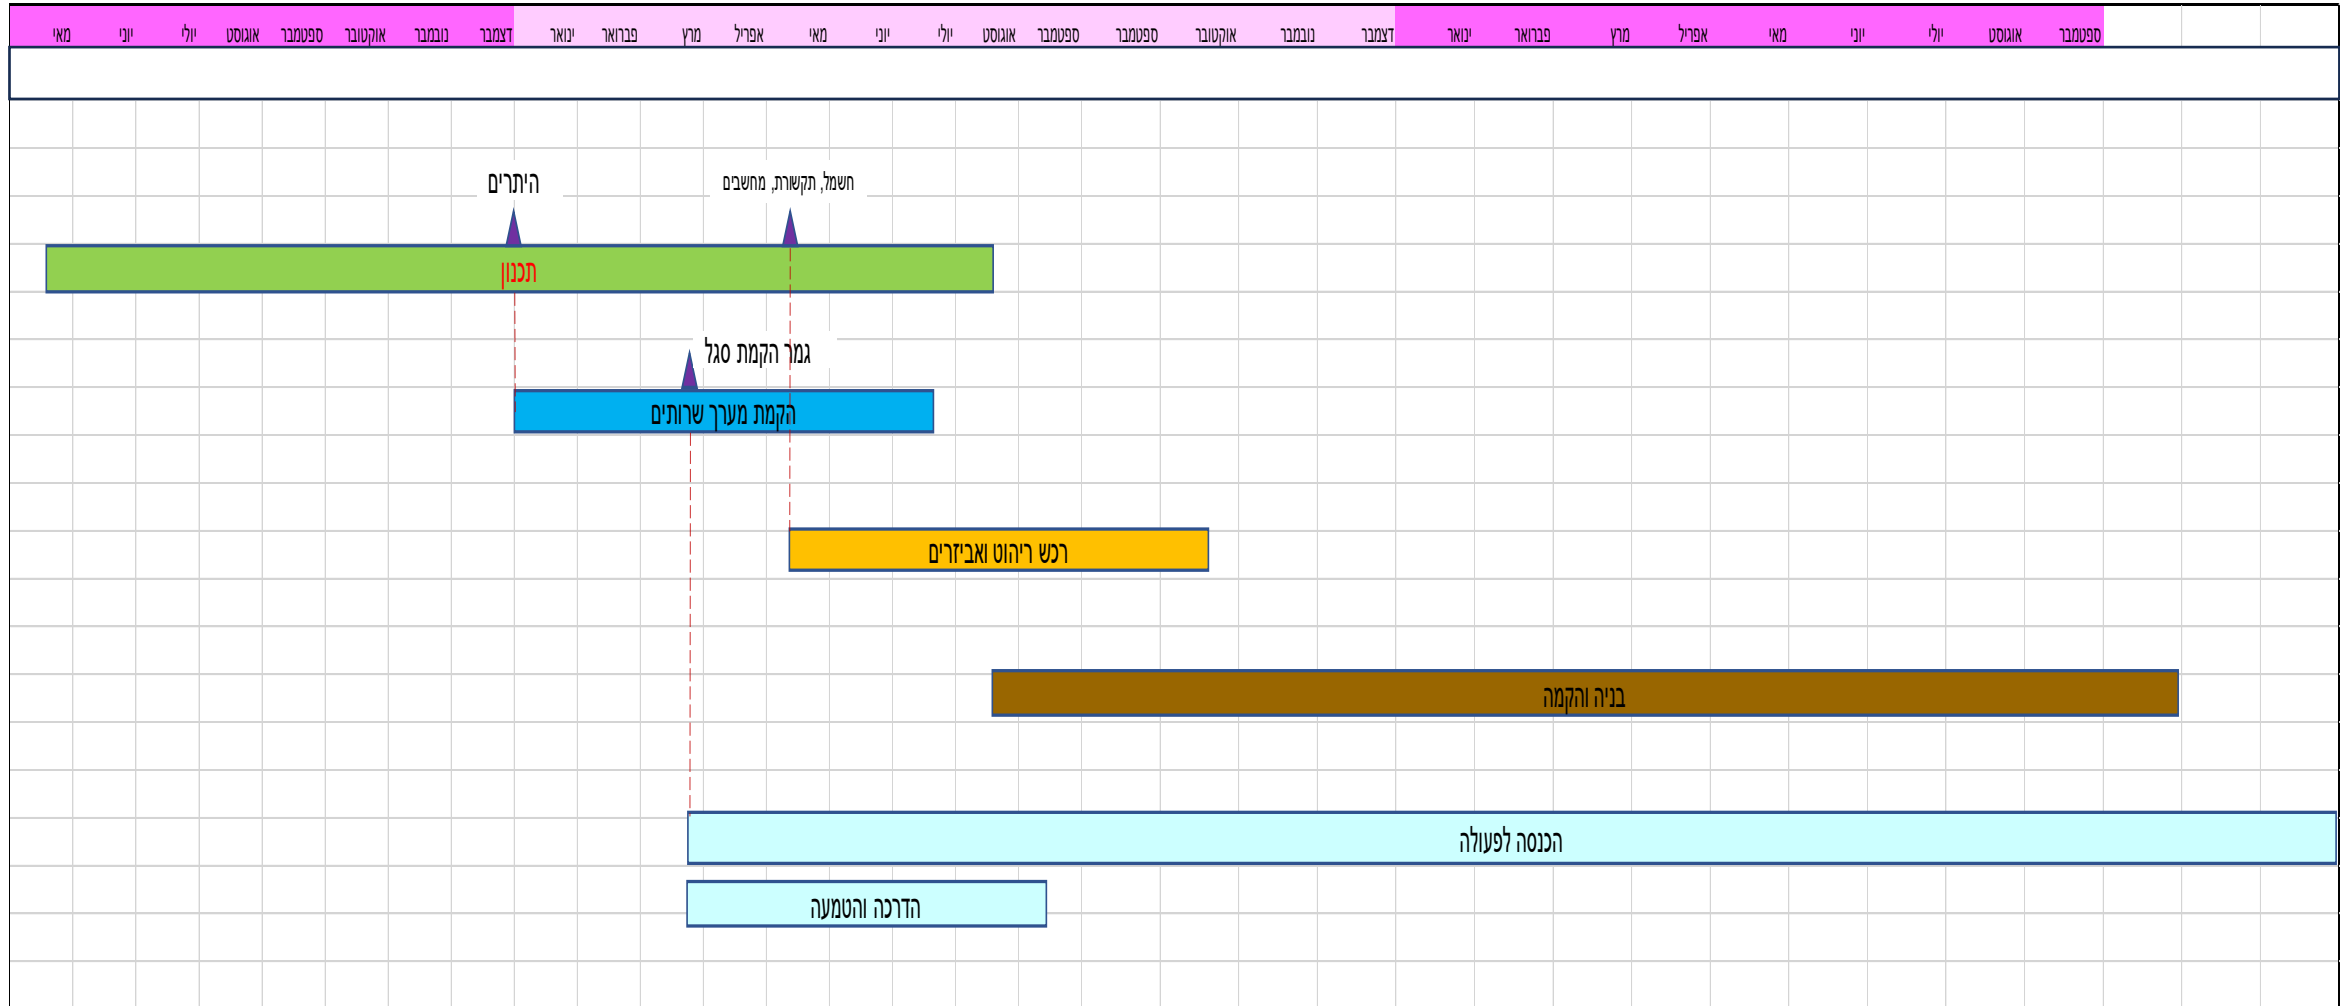 מאי יוני יולי אוגוסט ספטמבר אוקטובר נובמבר דצמבר ינואר פברואר מרץ אפריל מאי יוני יולי אוגוסט ספטמבר ספטמבר אוקטובר נובמבר דצמבר ינואר פברואר מרץ אפריל מאי יוני יולי אוגוסט ספטמבר
היתרים
חשמל, תקשורת, מחשבים
תכנון
גמר הקמת סגל
הקמת מערך שרותים
רכש ריהוט ואביזרים
בניה והקמה
הכנסה לפעולה
הדרכה והטמעה